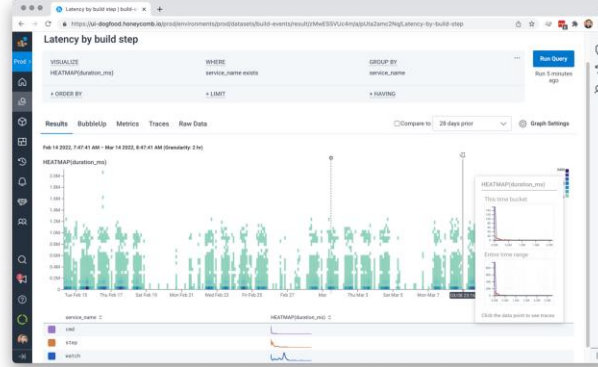 Latency by build step | build-
https://ui-dogfood.honeycomb.io/prod/environments/prod/datasets/build-events/result/
Latency-by-build-step
Prod
Latency by build step
VISUALIZE
HEATMAP(duration_ms)
WHERE
service_name exists
GROUP BY
service_name
Run Query
Run 5 minutes
ago
+ ORDER BY
+ LIMIT
+ HAVING
Results BubbleUp Metrics Traces Raw Data
Compare to 28 days prior
Graph Settings
Feb 14 2022, 7:47:41 AM – Mar 14 2022, 8:47:41 AM (Granularity: 2 hr)
HEATMAP(duration_ms)
HEATMAP(duration_ms)
This time bucket
Entire time range
Click the data point to see traces
Tue Feb 15 Thu Feb 17 Sat Feb 19 Mon Feb 21 Wed Feb 23 Fri Feb 25 Feb 27 Mar Thu Mar 3 Sat Mar 5 Mon Mar 7
service_name HEATMAP(duration_ms)
cmd
step
watch